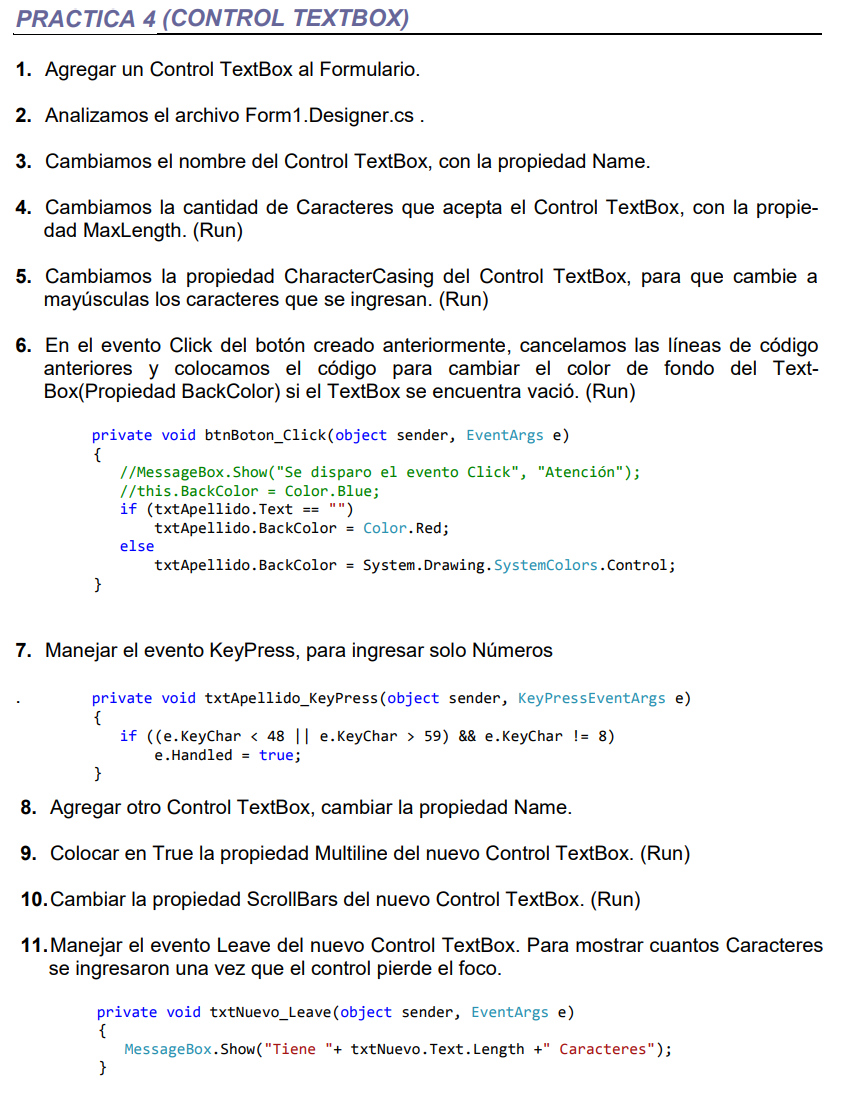 PRACTICA 4 (CONTROL TEXTBOX)
1. Agregar un Control TextBox al Formulario.
2. Analizamos el archivo Form1.Designer.cs .
3. Cambiamos el nombre del Control TextBox, con la propiedad Name.
4. Cambiamos la cantidad de Caracteres que acepta el Control TextBox, con la propie-
dad MaxLength. (Run)
5. Cambiamos la propiedad CharacterCasing del Control TextBox, para que cambie a
mayúsculas los caracteres que se ingresan. (Run)
6. En el evento Click del botón creado anteriormente, cancelamos las líneas de código
anteriores y colocamos el código para cambiar el color de fondo del Text-
Box(Propiedad BackColor) si el TextBox se encuentra vació. (Run)
private void btnBoton_Click(object sender, EventArgs e)
{
//MessageBox.Show("Se disparo el evento Click", "Atención");
//this.BackColor = Color.Blue;
if (txtApellido.Text == "")
txtApellido.BackColor = Color.Red;
else
txtApellido.BackColor = System.Drawing.SystemColors.Control;
}
7. Manejar el evento KeyPress, para ingresar solo Números
. private void txtApellido_KeyPress(object sender, KeyPressEventArgs e)
{
if ((e.KeyChar < 48 || e.KeyChar > 59) && e.KeyChar != 8)
e.Handled = true;
}
8. Agregar otro Control TextBox, cambiar la propiedad Name.
9. Colocar en True la propiedad Multiline del nuevo Control TextBox. (Run)
10. Cambiar la propiedad ScrollBars del nuevo Control TextBox. (Run)
11. Manejar el evento Leave del nuevo Control TextBox. Para mostrar cuantos Caracteres
se ingresaron una vez que el control pierde el foco.
private void txtNuevo_Leave(object sender, EventArgs e)
{
MessageBox.Show("Tiene "+ txtNuevo.Text.Length +" Caracteres");
}